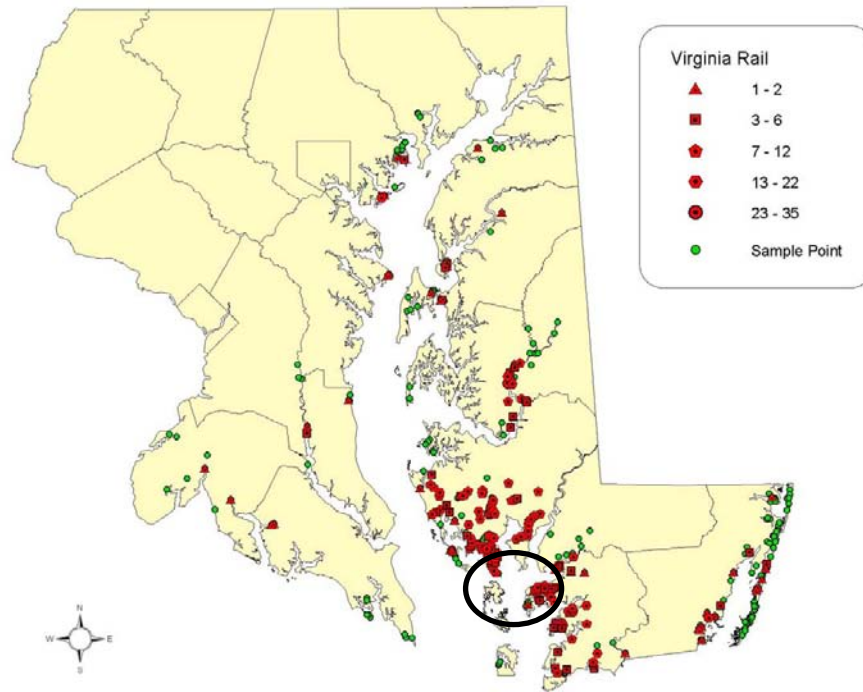 Virginia Rail
1 - 2
3 - 6
7 - 12
13 - 22
23 - 35
Sample Point
N
W E
S